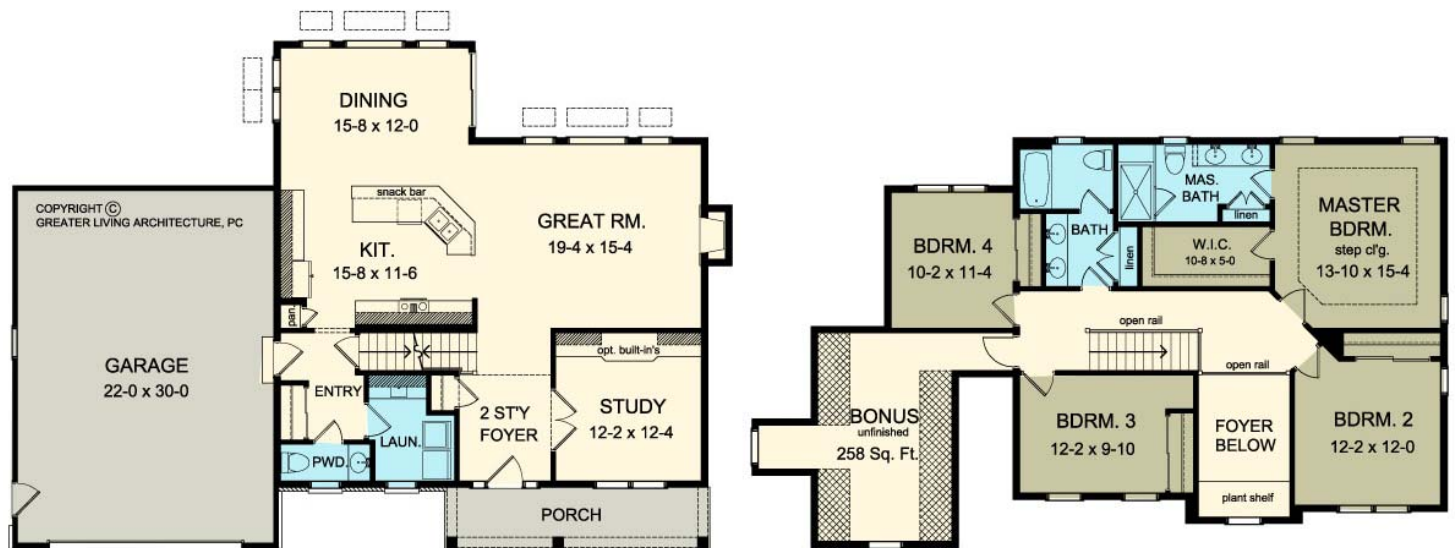 DINING
15-8 x 12-0
snack bar
GREAT RM.
19-4 x 15-4
KIT.
15-8 x 11-6
pan.
COPYRIGHT ©
GREATER LIVING ARCHITECTURE, PC
GARAGE
22-0 x 30-0
ENTRY
LAUN.
PWD.
2 ST'Y
FOYER
opt. built-in's
STUDY
12-2 x 12-4
PORCH
BDRM. 4
10-2 x 11-4
BATH
linen
MAS.
BATH
linen
W.I.C.
10-8 x 5-0
MASTER
BDRM.
step cl'g.
13-10 x 15-4
open rail
open rail
BONUS
unfinished
258 Sq. Ft.
BDRM. 3
12-2 x 9-10
FOYER
BELOW
plant shelf
BDRM. 2
12-2 x 12-0